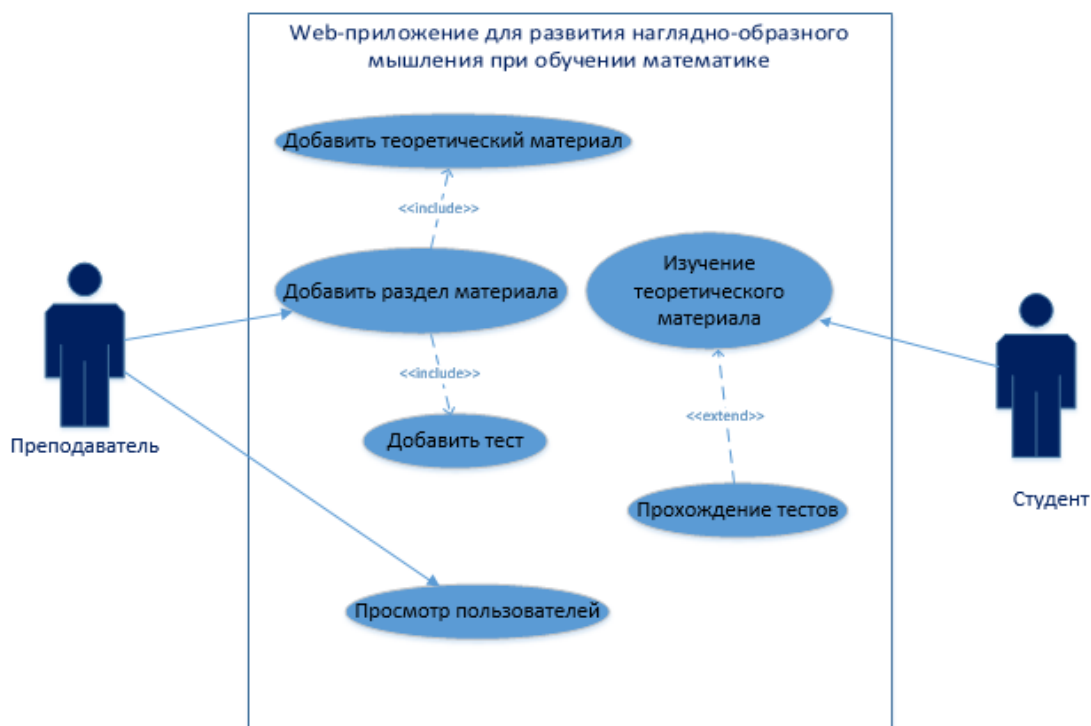 Web-приложение для развития наглядно-образного
мышления при обучении математике
Добавить теоретический материал
<<include>>
Добавить раздел материала
Изучение
теоретического
материала
<<include>>
<<extend>>
Добавить тест
Преподаватель
Прохождение тестов
Студент
Просмотр пользователей